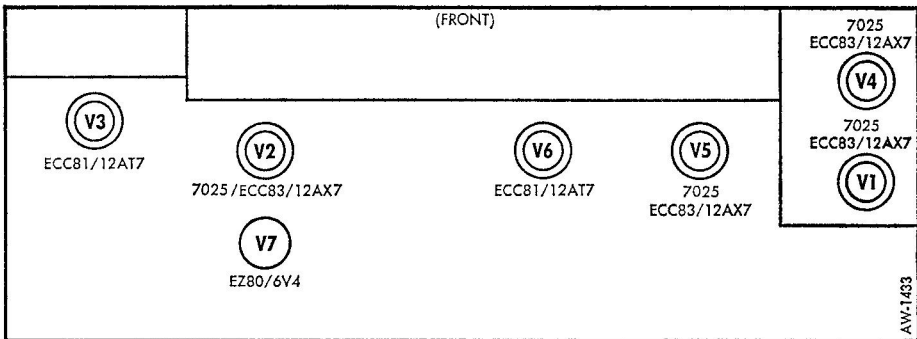 (FRONT)
7025
ECC83/12AX7
V4
V3
ECC81/12AT7
V2
7025/ECC83/12AX7
V6
ECC81/12AT7
V5
7025
ECC83/12AX7
7025
ECC83/12AX7
V1
V7
EZ80/6V4
AW-1433